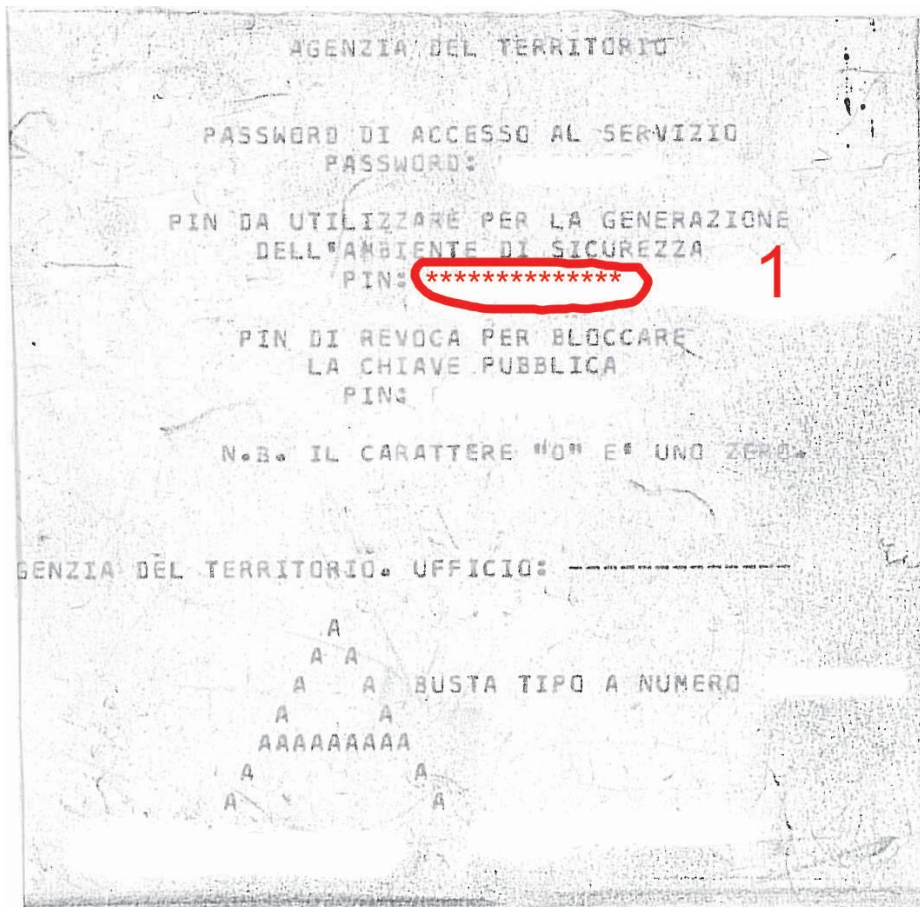 AGENZIA DEL TERRITORIO
PASSWORD DI ACCESSO AL SERVIZIO
PASSWORD:
PIN DA UTILIZZARE PER LA GENERAZIONE
DELL'AMBIENTE DI SICUREZZA
PIN: **************
1
PIN DI REVOCA PER BLOCCARE
LA CHIAVE PUBBLICA
PIN:
N.B. IL CARATTERE "0" E' UNO ZERO.
GENZIA DEL TERRITORIO. UFFICIO: -------------
A
A A
A A BUSTA TIPO A NUMERO
A A
AAAAAAAAA
A A
A A